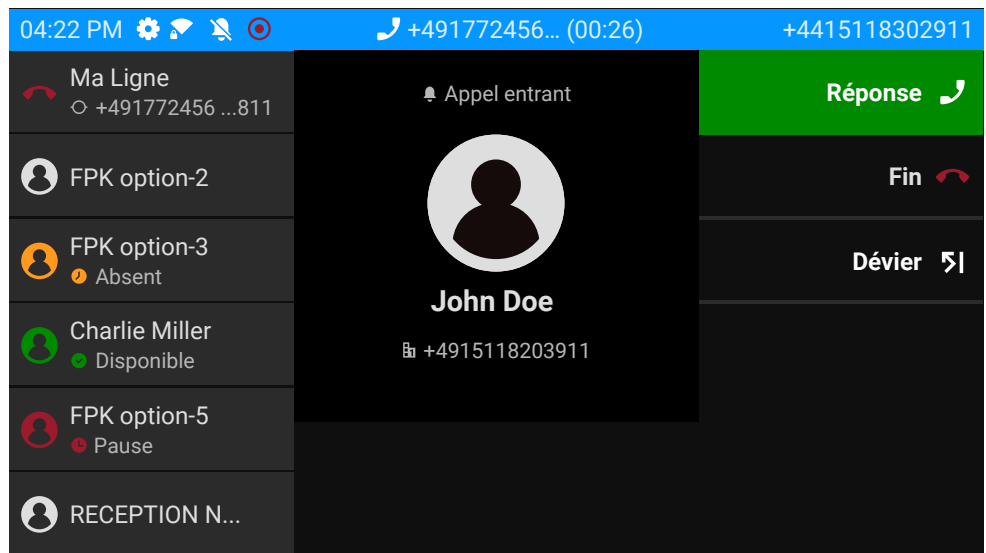 04:22 PM
+491772456… (00:26)
+4415118302911
Ma Ligne
+491772456 ...811
FPK option-2
FPK option-3
Absent
Charlie Miller
Disponible
FPK option-5
Pause
RECEPTION N...
Appel entrant
John Doe
+4915118203911
Réponse
Fin
Dévier